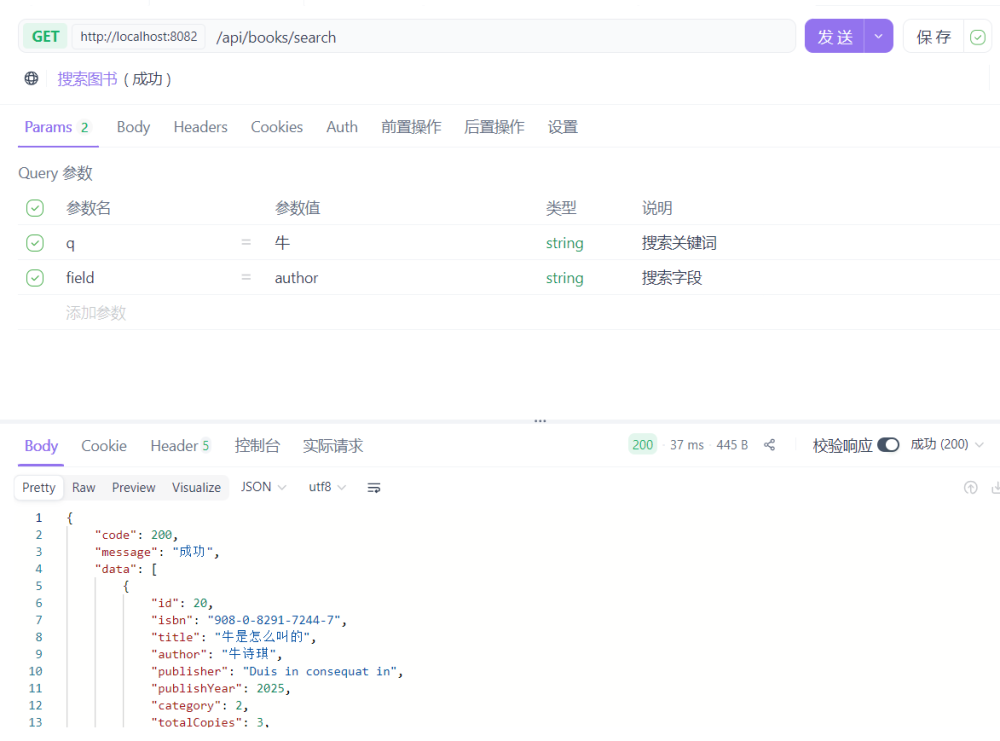 GET http://localhost:8082 /api/books/search 发 送 保 存
搜索图书 ( 成功 )
Params 2 Body Headers Cookies Auth 前置操作 后置操作 设置
Query 参数
参数名 参数值 类型 说明
q = 牛 string 搜索关键词
field = author string 搜索字段
添加参数
Body Cookie Header 5 控制台 实际请求 200 · 37 ms · 445 B 校验响应 成功 (200)
Pretty Raw Preview Visualize JSON utf8
1 {
2 "code": 200,
3 "message": "成功",
4 "data": [
5 {
6 "id": 20,
7 "isbn": "908-0-8291-7244-7",
8 "title": "牛是怎么叫的",
9 "author": "牛诗琪",
10 "publisher": "Duis in consequat in",
11 "publishYear": 2025,
12 "category": 2,
13 "totalCopies": 3,